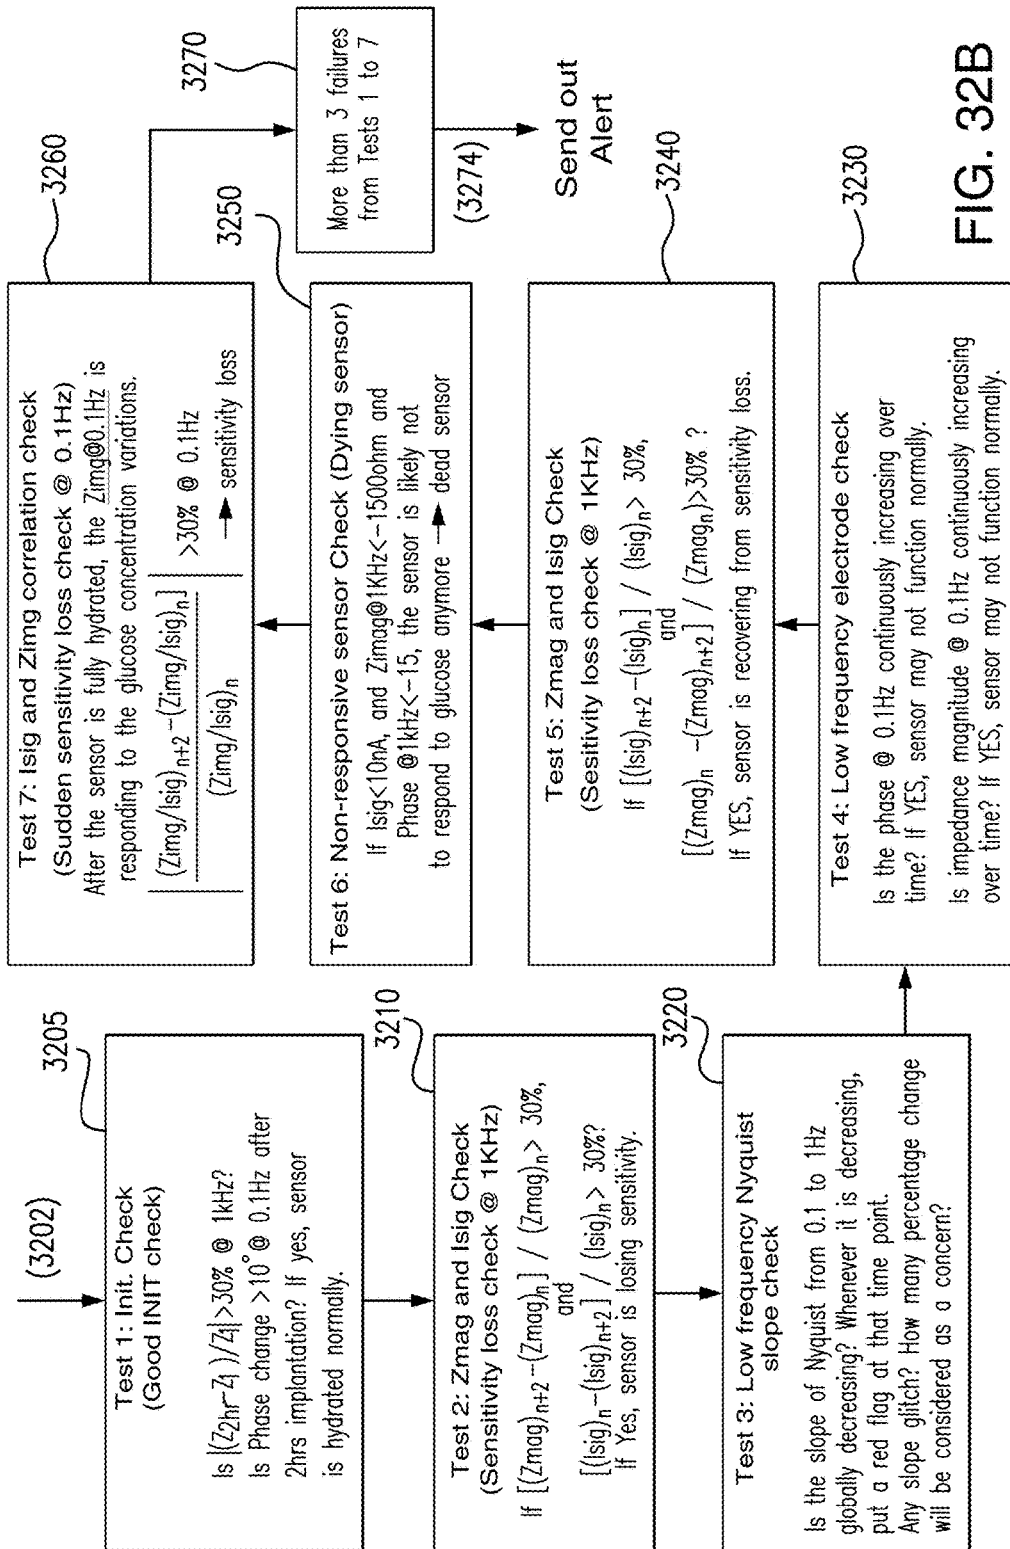 (3202)
3205
Test 1: Init. Check
(Good INIT check)
Is |(Z2hr-Z1)/Z1|>30% @ 1kHz?
Is Phase change >10° @ 0.1Hz after
2hrs implantation? If yes, sensor
is hydrated normally.
3210
Test 2: Zmag and Isig Check
(Sensitivity loss check @ 1KHz)
If [(Zmag)n+2-(Zmag)n] / (Zmag)n> 30%,
and
[(Isig)n-(Isig)n+2] / (Isig)n> 30%?
If Yes, sensor is losing sensitivity.
3220
Test 3: Low frequency Nyquist
slope check
Is the slope of Nyquist from 0.1 to 1Hz
globally decreasing? Whenever it is decreasing,
put a red flag at that time point.
Any slope glitch? How many percentage change
will be considered as a concern?
3230
Test 4: Low frequency electrode check
Is the phase @ 0.1Hz continuously increasing over
time? If YES, sensor may not function normally.
Is impedance magnitude @ 0.1Hz continuously increasing
over time? If YES, sensor may not function normally.
3240
Test 5: Zmag and Isig Check
(Sesitivity loss check @ 1KHz)
If [(Isig)n+2-(Isig)n] / (Isig)n> 30%,
and
[(Zmag)n -(Zmag)n+2] / (Zmagn)>30% ?
If YES, sensor is recovering from sensitivity loss.
3250
Test 6: Non-responsive sensor Check (Dying sensor)
If Isig<10nA, and Zimag@1KHz<-1500ohm and
Phase @1kHz<-15, the sensor is likely not
to respond to glucose anymore → dead sensor
3260
Test 7: Isig and Zimg correlation check
(Sudden sensitivity loss check @ 0.1Hz)
After the sensor is fully hydrated, the Zimg@0.1Hz is
responding to the glucose concentration variations.
|(Zimg/Isig)n+2-(Zimg/Isig)n]
(Zimg/Isig)n| >30% @ 0.1Hz
→ sensitivity loss
3270
More than 3 failures
from Tests 1 to 7
(3274)
Send out
Alert
FIG. 32B